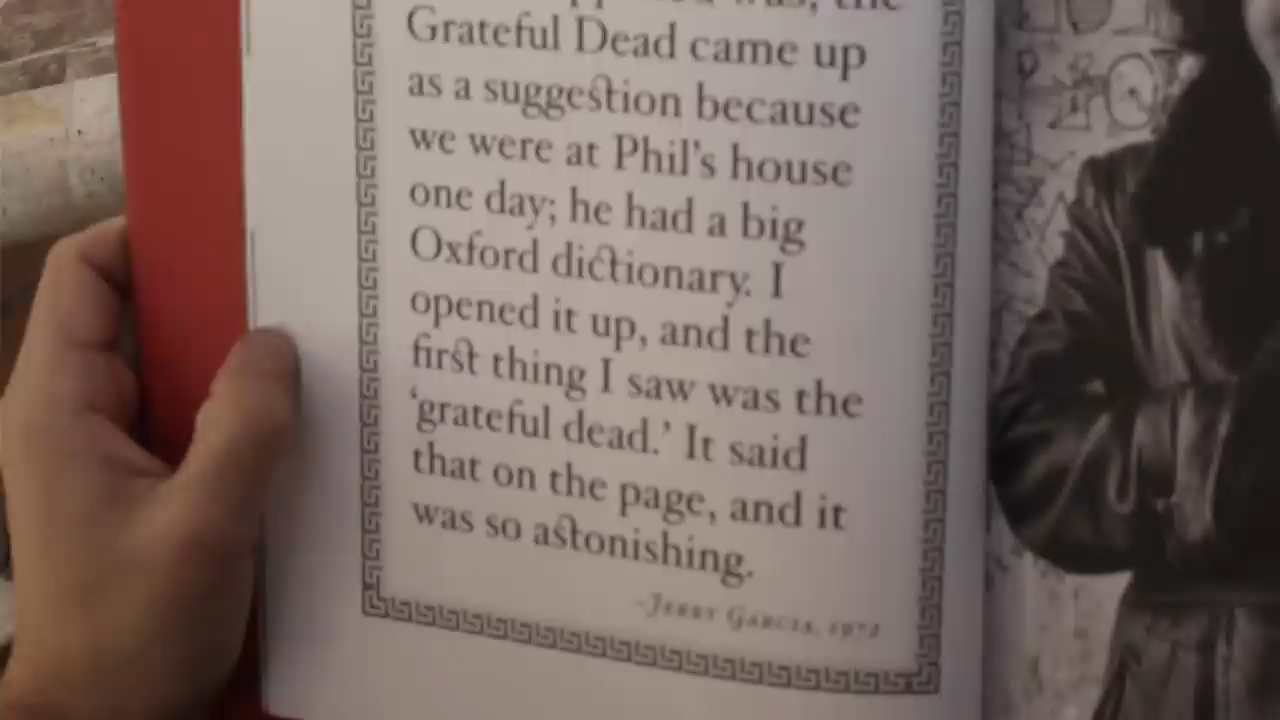 was, the
Grateful Dead came up
as a suggestion because
we were at Phil's house
one day; he had a big
Oxford dictionary. I
opened it up, and the
first thing I saw was the
'grateful dead.' It said
that on the page, and it
was so astonishing.
-Jerry Garcia, 1972